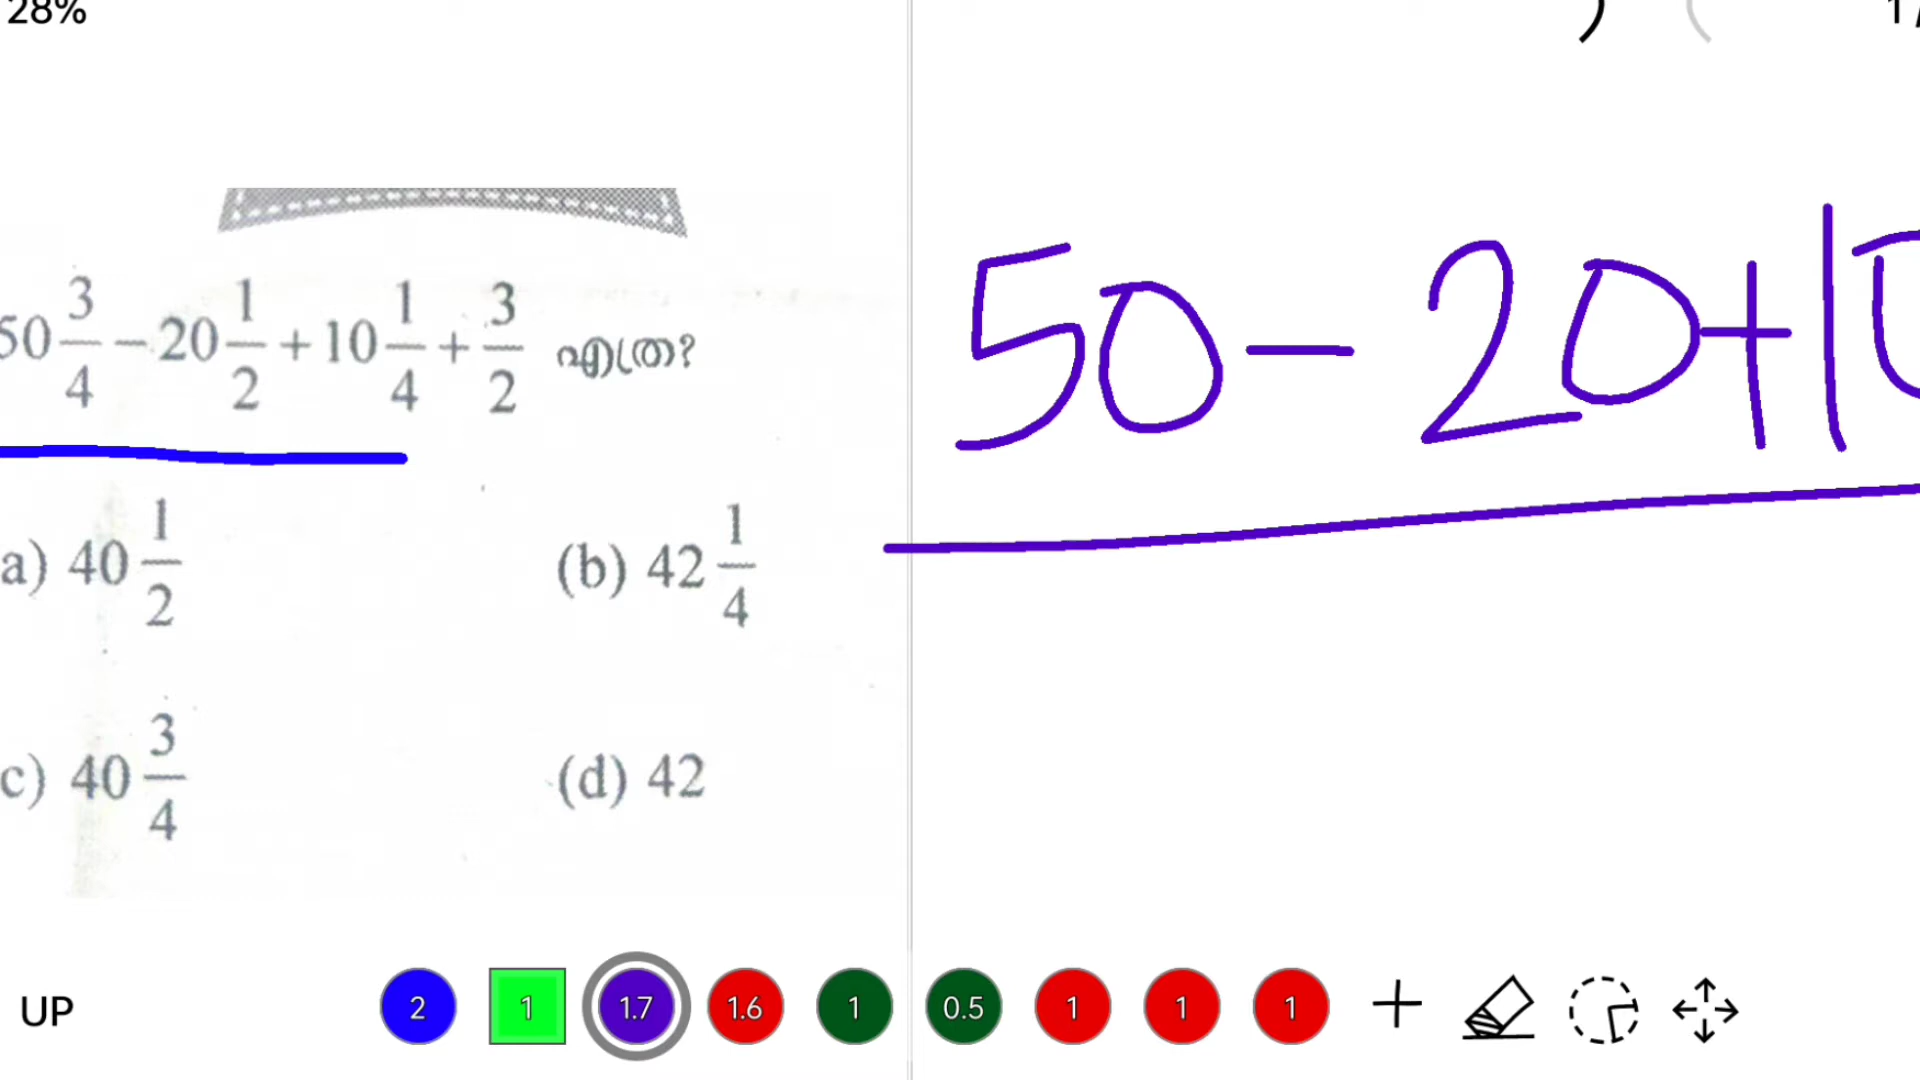 28%
50 3/4 - 20 1/2 + 10 1/4 + 3/2 എത്ര?
a) 40 1/2
(b) 42 1/4
c) 40 3/4
(d) 42
50 - 20 + 10
UP
2 1 1.7 1.6 1 0.5 1 1 1